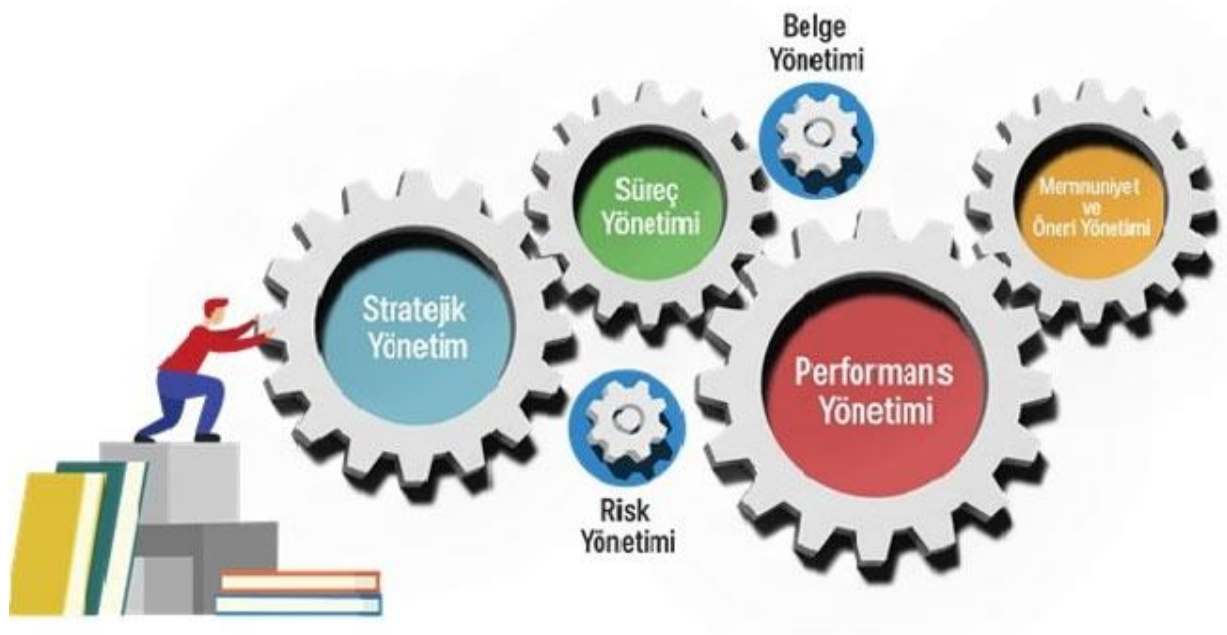 Belge
Yönetimi
Süreç
Yönetimi
Memnuniyet
ve
Öneri Yönetimi
Stratejik
Yönetim
Performans
Yönetimi
Risk
Yönetimi